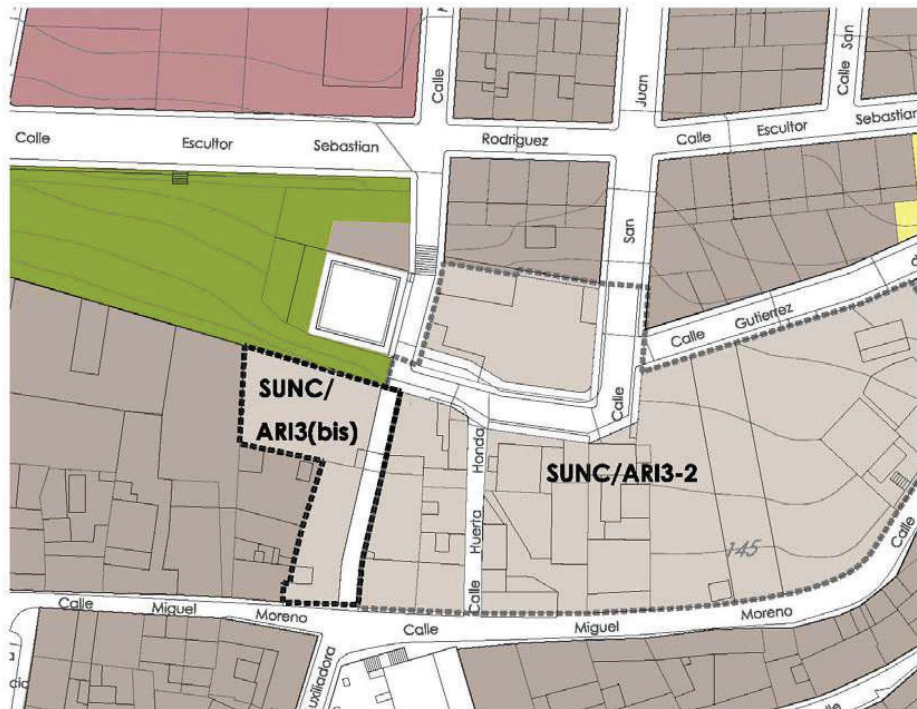 Calle
Juan
Calle San
Calle Escultor Sebastian Rodriguez Calle Escultor Sebastian
San
Calle Gutierrez
SUNC/
ARI3(bis)
Calle
Calle Huerta Honda
SUNC/ARI3-2
145
Calle
Calle Miguel Moreno Calle Miguel Moreno